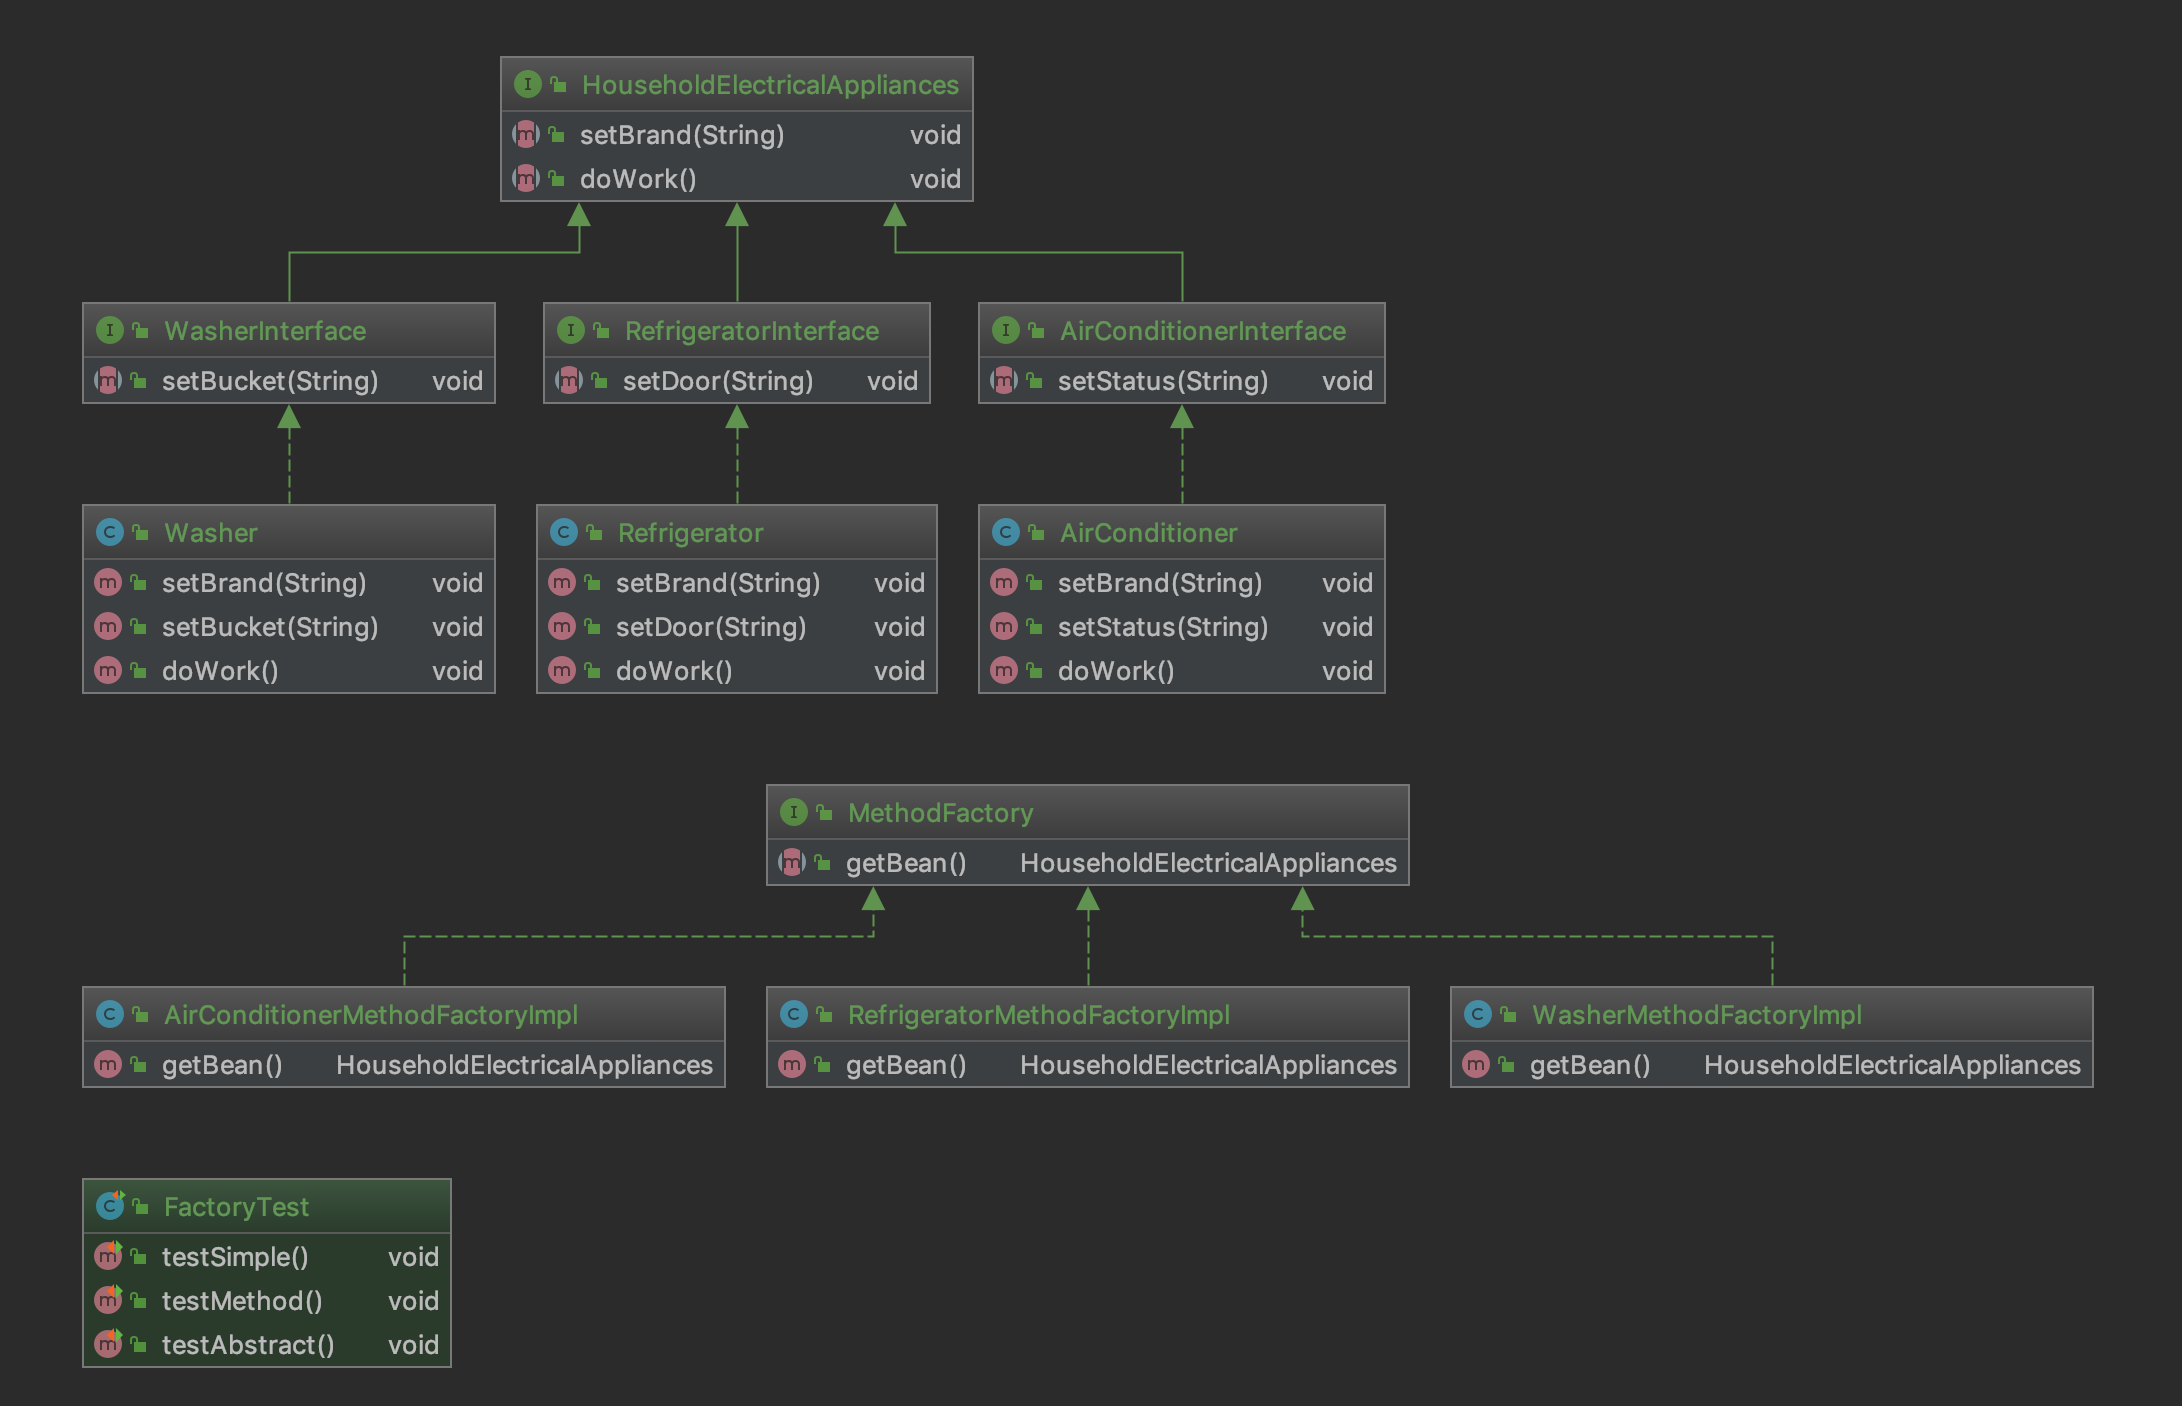 HouseholdElectricalAppliances
setBrand(String) void
doWork() void
WasherInterface
setBucket(String) void
RefrigeratorInterface
setDoor(String) void
AirConditionerInterface
setStatus(String) void
Washer
setBrand(String) void
setBucket(String) void
doWork() void
Refrigerator
setBrand(String) void
setDoor(String) void
doWork() void
AirConditioner
setBrand(String) void
setStatus(String) void
doWork() void
MethodFactory
getBean() HouseholdElectricalAppliances
AirConditionerMethodFactoryImpl
getBean() HouseholdElectricalAppliances
RefrigeratorMethodFactoryImpl
getBean() HouseholdElectricalAppliances
WasherMethodFactoryImpl
getBean() HouseholdElectricalAppliances
FactoryTest
testSimple() void
testMethod() void
testAbstract() void